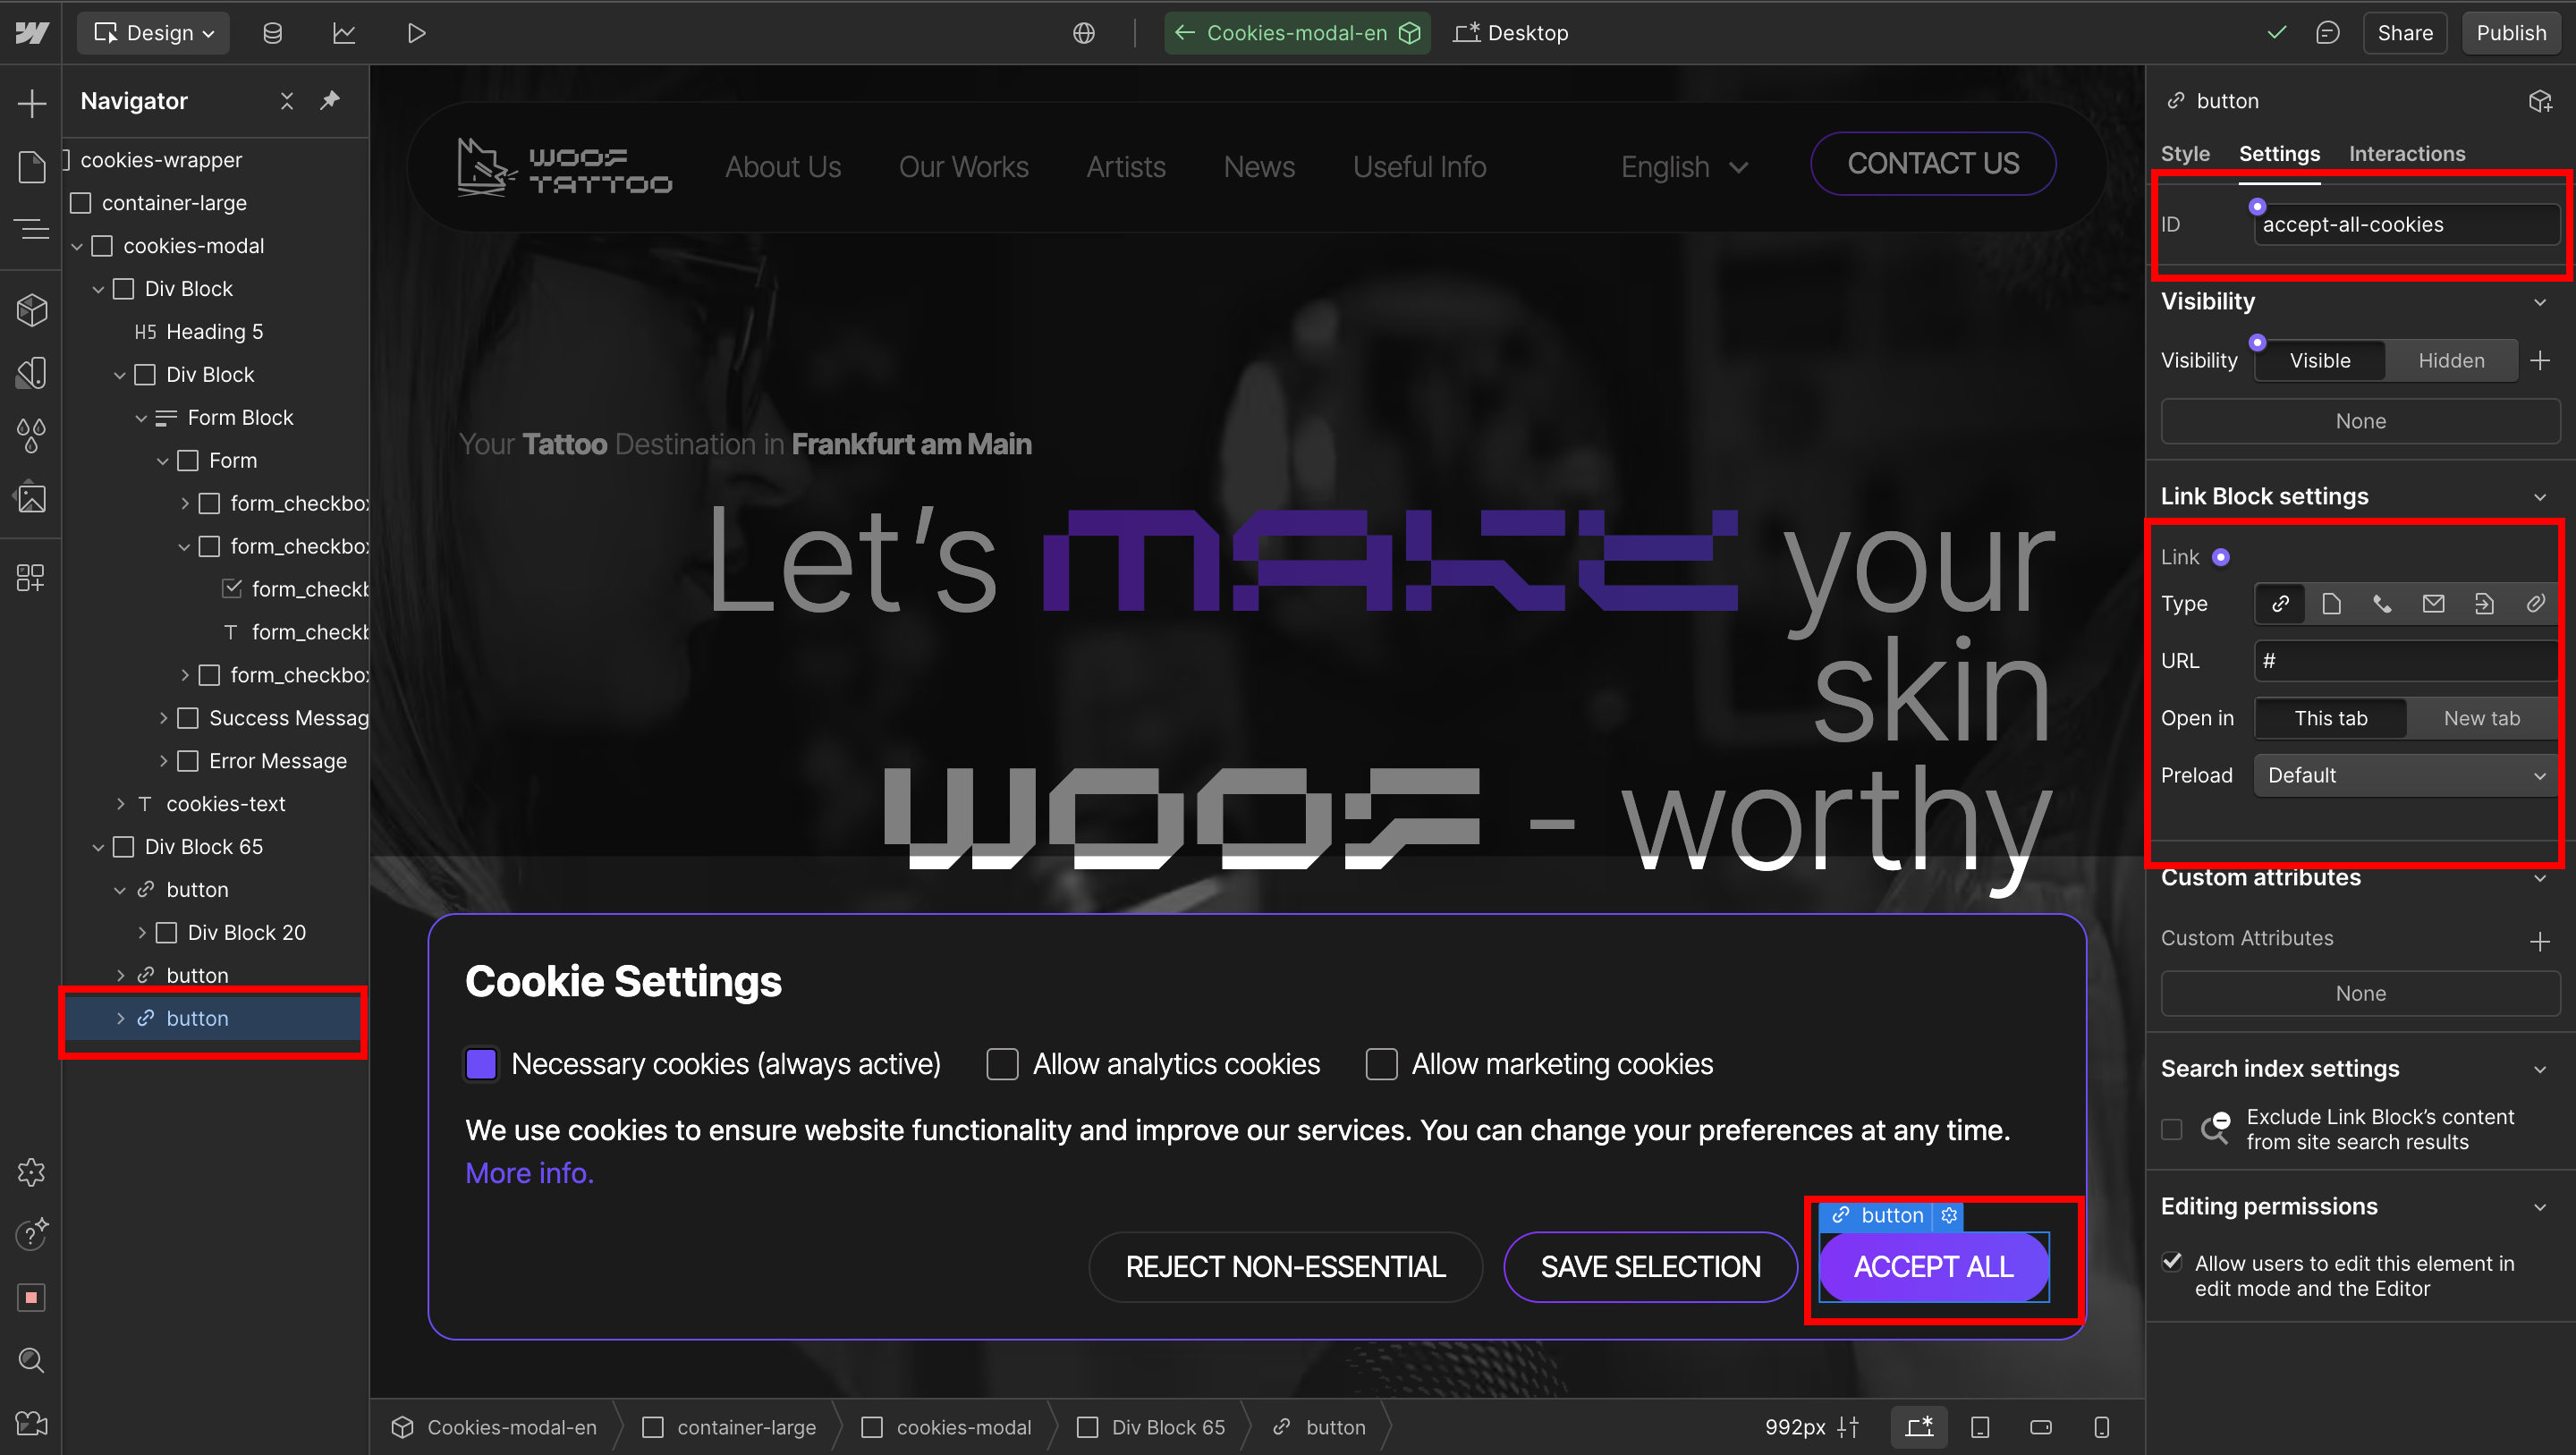 Design
Cookies-modal-en
Desktop
Share
Publish
Navigator
cookies-wrapper
container-large
cookies-modal
Div Block
H5 Heading 5
Div Block
Form Block
Form
form_checkbox
form_checkbox
form_checkb
T form_checkb
form_checkbox
Success Messag
Error Message
T cookies-text
Div Block 65
button
Div Block 20
button
button
WOOF
TATTOO
About Us
Our Works
Artists
News
Useful Info
English
CONTACT US
Your Tattoo Destination in Frankfurt am Main
Let’s MAKE your
skin
WOOF - worthy
Cookie Settings
Necessary cookies (always active)
Allow analytics cookies
Allow marketing cookies
We use cookies to ensure website functionality and improve our services. You can change your preferences at any time.
More info.
button
REJECT NON-ESSENTIAL
SAVE SELECTION
ACCEPT ALL
Cookies-modal-en
container-large
cookies-modal
Div Block 65
button
992px
button
Style
Settings
Interactions
ID
accept-all-cookies
Visibility
Visibility
Visible
Hidden
None
Link Block settings
Link
Type
URL
#
Open in
This tab
New tab
Preload
Default
Custom attributes
Custom Attributes
None
Search index settings
Exclude Link Block’s content
from site search results
Editing permissions
Allow users to edit this element in
edit mode and the Editor